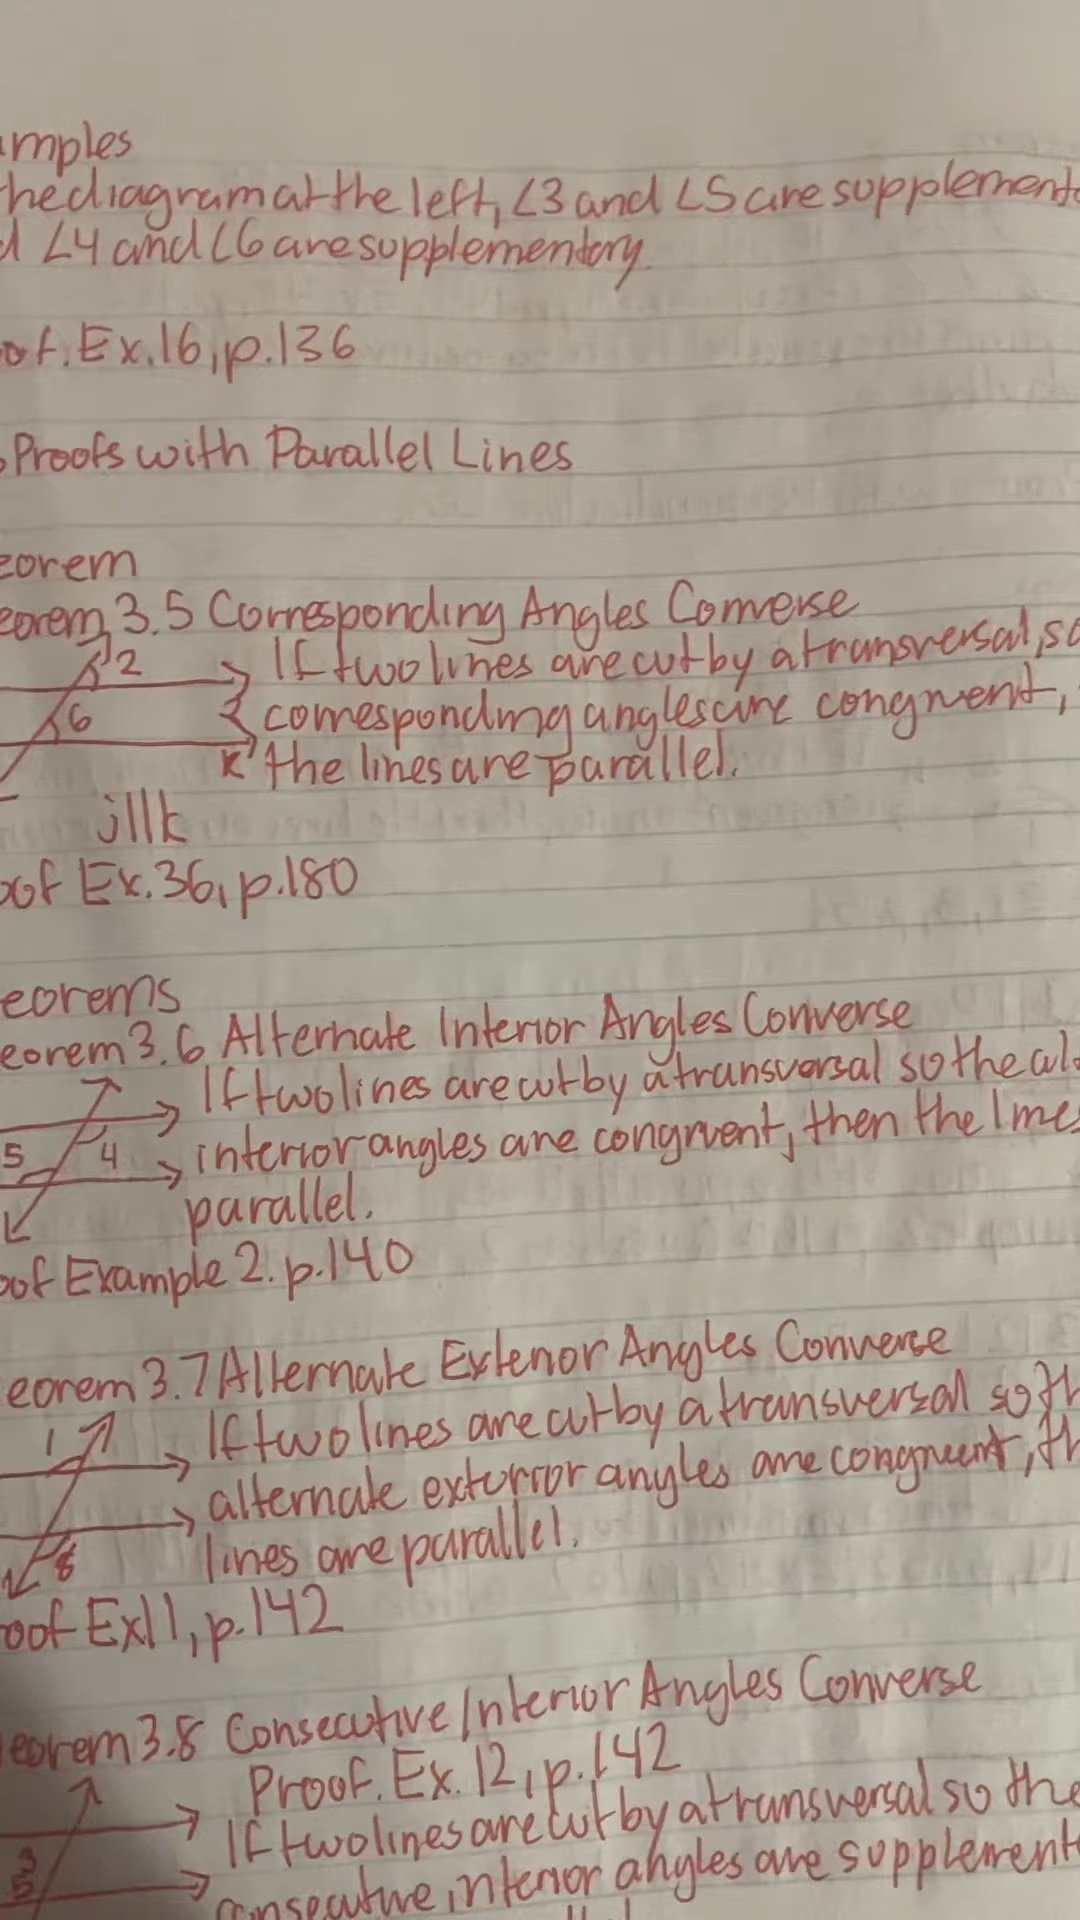 amples
he diagram at the left, ∠3 and ∠5 are supplement
d ∠4 and ∠6 are supplementary.
of. Ex. 16, p. 136
Proofs with Parallel Lines
eorem
eorem 3.5 Corresponding Angles Converse
2 If two lines are cut by a transversal, so
6 corresponding angles are congruent,
k the lines are parallel.
j||k
oof Ex. 36, p. 180
eorems
eorem 3.6 Alternate Interior Angles Converse
If two lines are cut by a transversal so the al
5 4 interior angles are congruent, then the lines
parallel.
oof Example 2. p. 140
eorem 3.7 Alternate Exterior Angles Converse
1 If two lines are cut by a transversal so th
alternate exterior angles are congruent, th
8 lines are parallel.
oof Ex 11, p. 142
eorem 3.8 Consecutive Interior Angles Converse
Proof. Ex. 12, p. 142
If two lines are cut by a transversal so the
3
5 consecutive interior angles are supplement